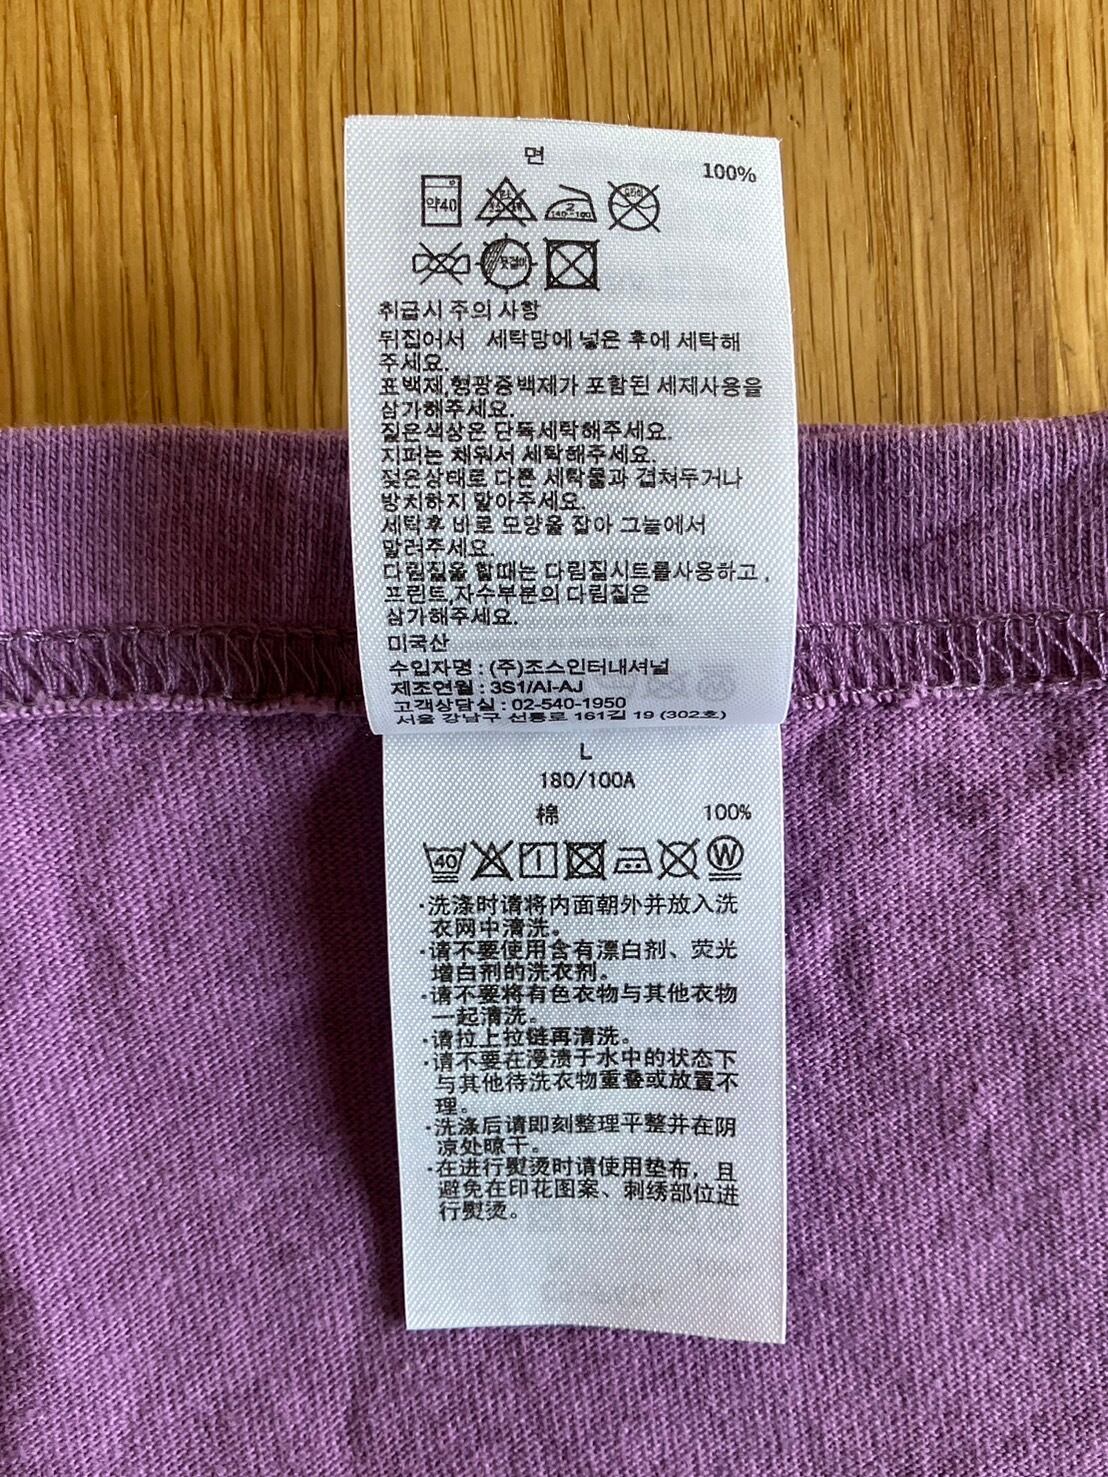 면 100%
약40
2
140~160
옷걸이
취급시 주의 사항
뒤집어서 세탁망에 넣은 후에 세탁해
주세요.
표백제,형광증백제가 포함된 세제사용을
삼가해주세요.
짙은색상은 단독세탁해주세요.
지퍼는 채워서 세탁해주세요.
젖은상태로 다른 세탁물과 겹쳐두거나
방치하지 말아주세요.
세탁후 바로 모양을 잡아 그늘에서
말려주세요.
다림질을 할때는 다림질시트를사용하고,
프린트,자수부분의 다림질은
삼가해주세요.
미국산
수입자명 : (주)조스인터내셔널
제조연월 : 3S1/AI-AJ
고객상담실 : 02-540-1950
서울 강남구 선릉로 161길 19 (302호)
L
180/100A
棉 100%
40 W
·洗涤时请将内面朝外并放入洗
衣网中清洗。
·请不要使用含有漂白剂、荧光
增白剂的洗衣剂。
·请不要将有色衣物与其他衣物
一起清洗。
·请拉上拉链再清洗。
·请不要在浸渍于水中的状态下
与其他待洗衣物重叠或放置不
理。
·洗涤后请即刻整理平整并在阴
凉处晾干。
·在进行熨烫时请使用垫布，且
避免在印花图案、刺绣部位进
行熨烫。